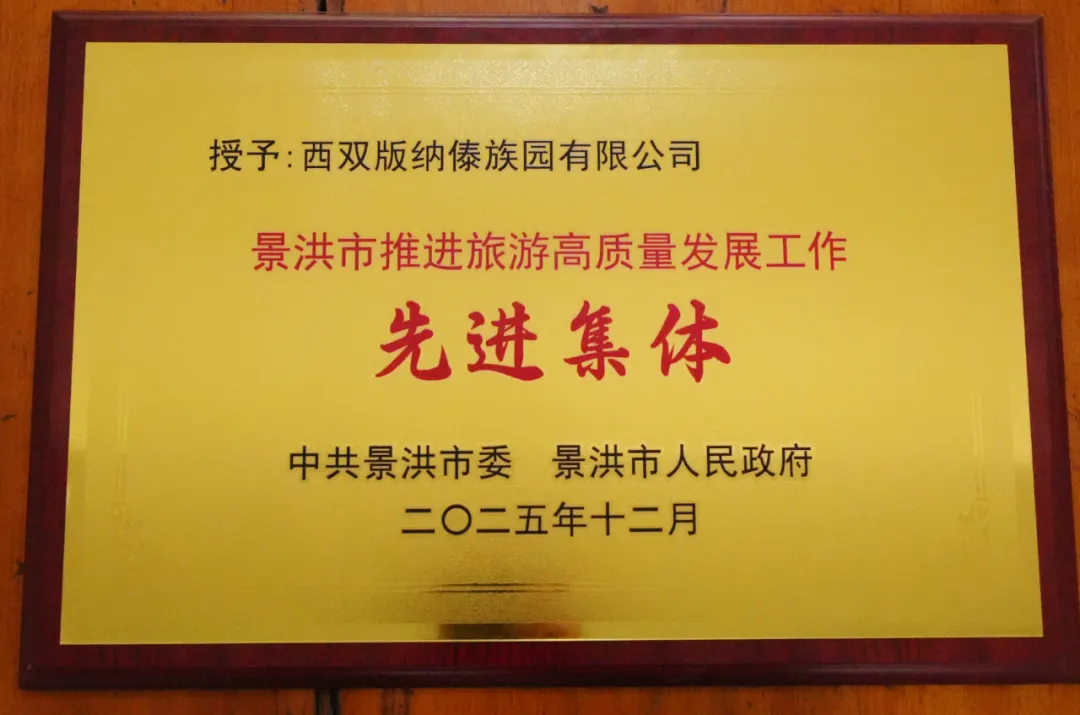 授予:西双版纳傣族园有限公司
景洪市推进旅游高质量发展工作
先进集体
中共景洪市委 景洪市人民政府
二〇二五年十二月